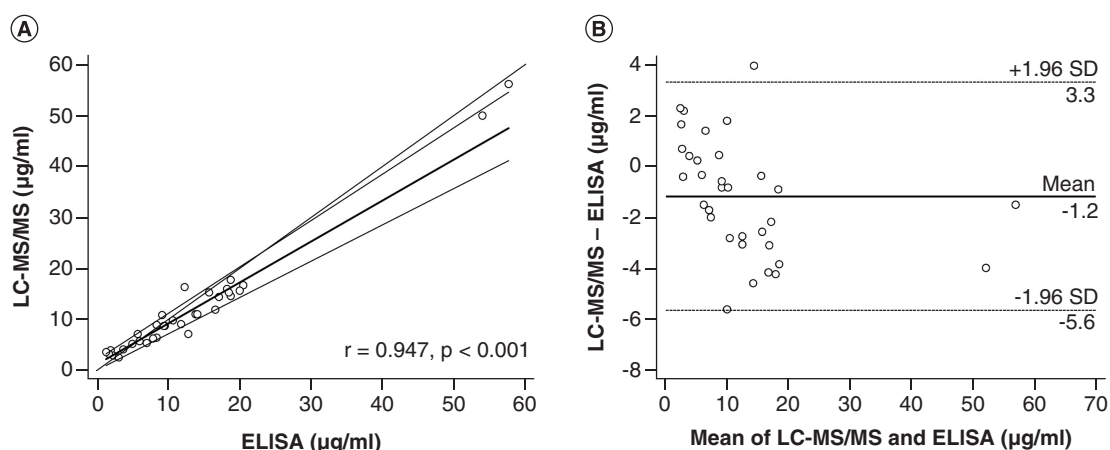 A
LC-MS/MS (µg/ml)
60
50
40
30
20
10
0
r = 0.947, p < 0.001
0 10 20 30 40 50 60
ELISA (µg/ml)
B
LC-MS/MS – ELISA (µg/ml)
4
2
0
-2
-4
-6
-8
+1.96 SD
3.3
Mean
-1.2
-1.96 SD
-5.6
0 10 20 30 40 50 60 70
Mean of LC-MS/MS and ELISA (µg/ml)